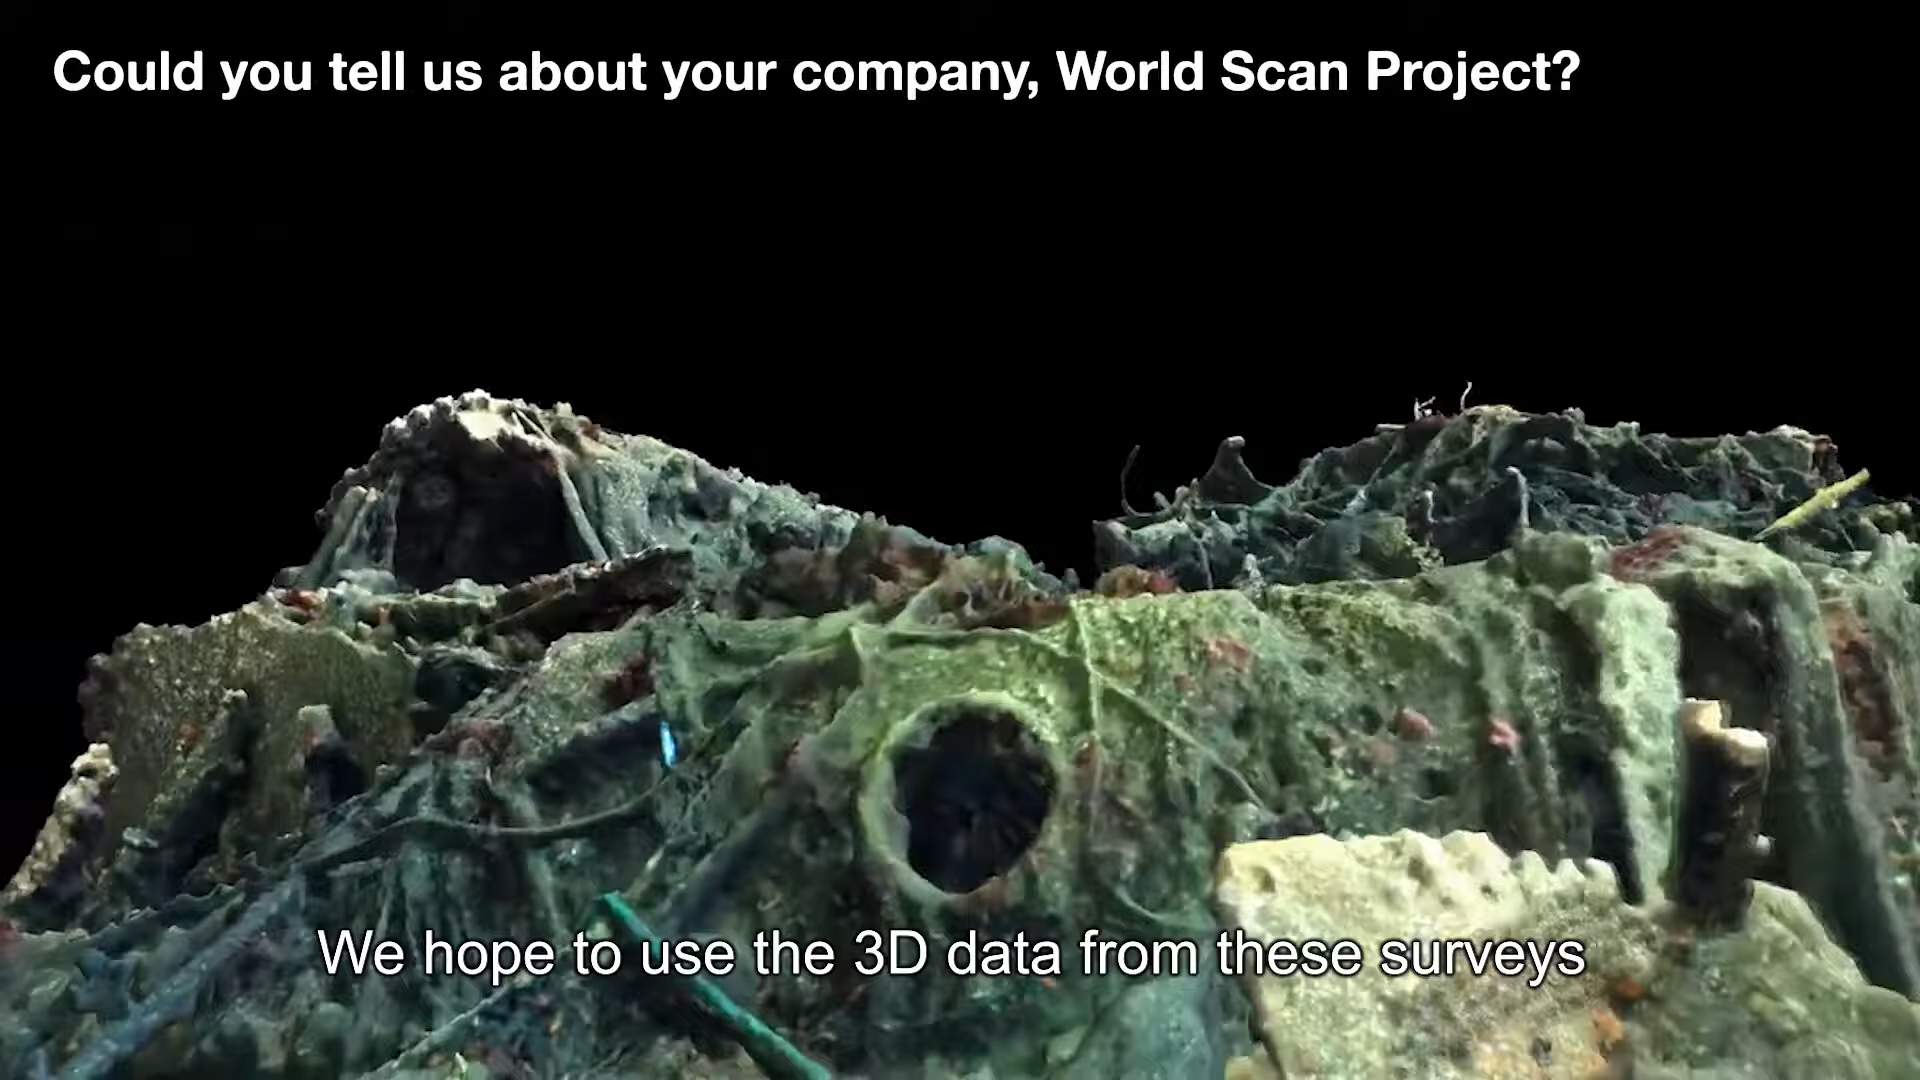 Could you tell us about your company, World Scan Project?
We hope to use the 3D data from these surveys